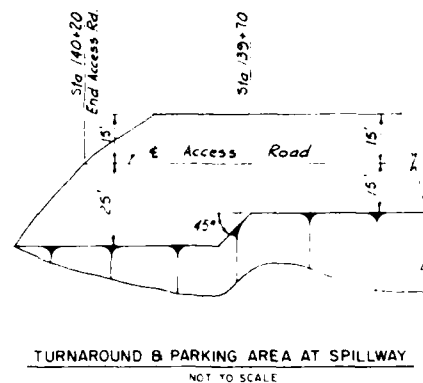 Sta 140+20
End Access Rd.
Sta 139+70
15'
15'
℄ Access Road
25'
15'
45°
TURNAROUND & PARKING AREA AT SPILLWAY
NOT TO SCALE